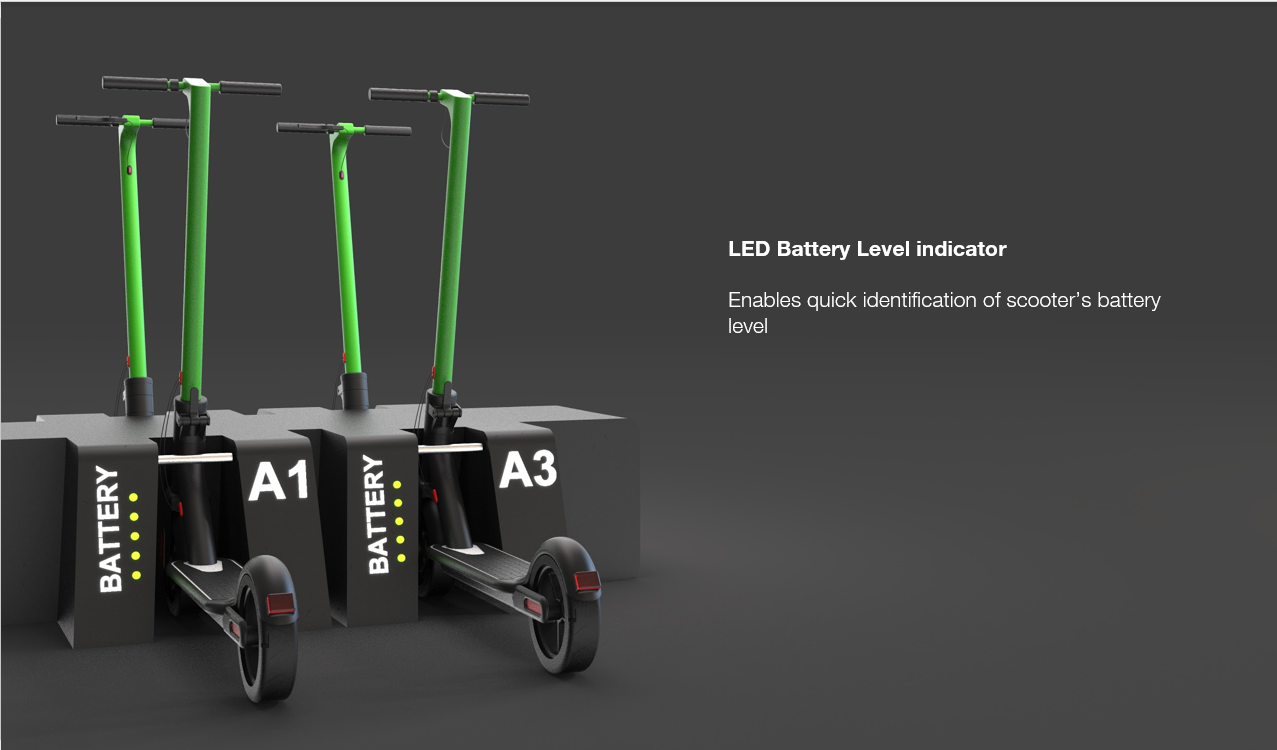 LED Battery Level indicator
Enables quick identification of scooter’s battery
level
BATTERY
A1
BATTERY
A3